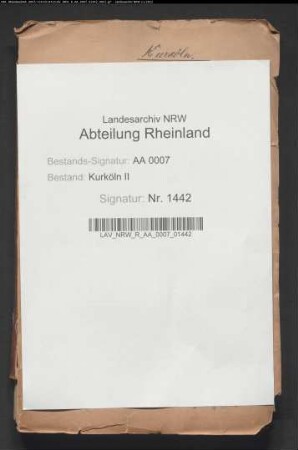 Kurköln.
Landesarchiv NRW
Abteilung Rheinland
Bestands-Signatur: AA 0007
Bestand: Kurköln II
Signatur: Nr. 1442
LAV_NRW_R_AA_0007_01442